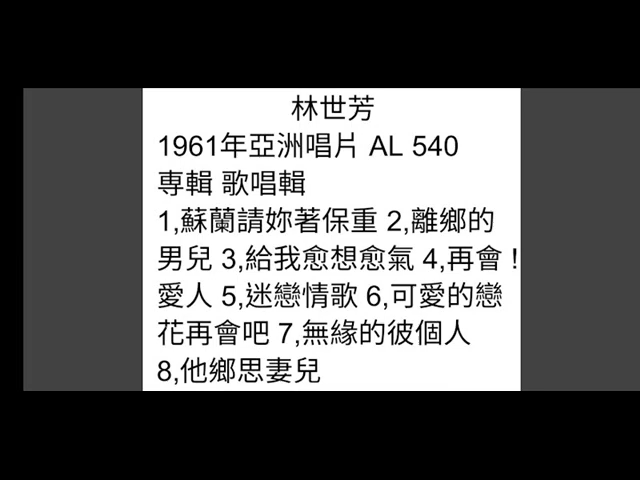 林世芳
1961年亞洲唱片 AL 540
專輯 歌唱輯
1,蘇蘭請妳著保重 2,離鄉的
男兒 3,給我愈想愈氣 4,再會！
愛人 5,迷戀情歌 6,可愛的戀
花再會吧 7,無緣的彼個人
8,他鄉思妻兒